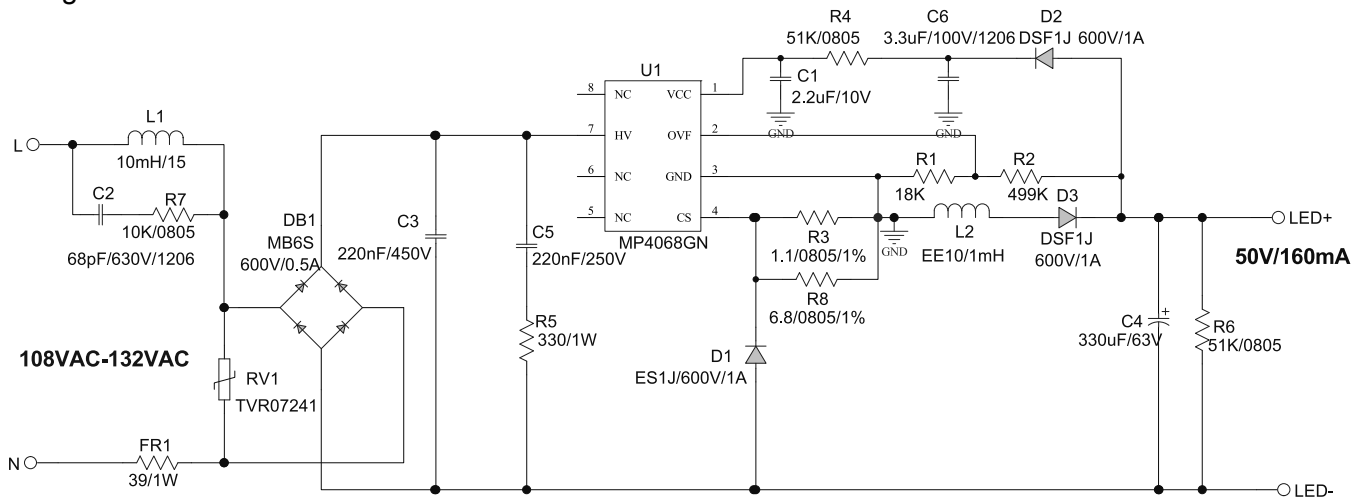 R4
51K/0805
C6
3.3uF/100V/1206
D2
DSF1J 600V/1A
U1
8 NC VCC 1
C1
2.2uF/10V
GND
GND
L1
L
10mH/15
7 HV OVF 2
6 NC GND 3
R1
18K
R2
499K
C2
R7
10K/0805
68pF/630V/1206
5 NC CS 4
MP4068GN
D3
DSF1J
600V/1A
LED+
50V/160mA
DB1
MB6S
600V/0.5A
C3
220nF/450V
C5
220nF/250V
R3
1.1/0805/1%
GND
L2
EE10/1mH
R8
6.8/0805/1%
R5
330/1W
C4
330uF/63V
+
R6
51K/0805
108VAC-132VAC
D1
ES1J/600V/1A
RV1
TVR07241
FR1
N
39/1W
LED-